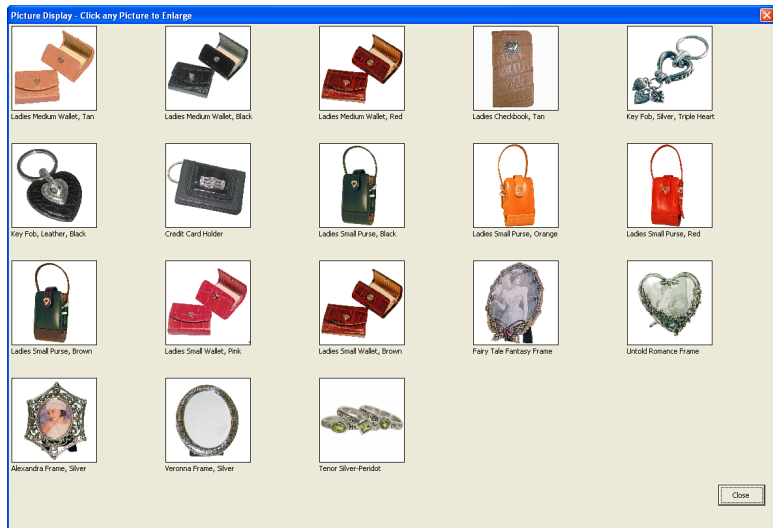 Picture Display - Click any Picture to Enlarge
Ladies Medium Wallet, Tan
Ladies Medium Wallet, Black
Ladies Medium Wallet, Red
Ladies Checkbook, Tan
Key Fob, Silver, Triple Heart
Key Fob, Leather, Black
Credit Card Holder
Ladies Small Purse, Black
Ladies Small Purse, Orange
Ladies Small Purse, Red
Ladies Small Purse, Brown
Ladies Small Wallet, Pink
Ladies Small Wallet, Brown
Fairy Tale Fantasy Frame
Untold Romance Frame
Alexandra Frame, Silver
Veronna Frame, Silver
Tenor Silver-Peridot
Close